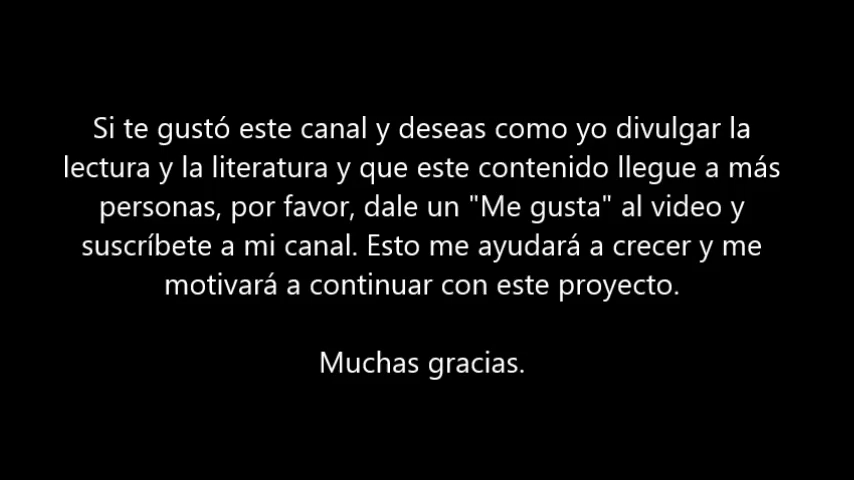 Si te gustó este canal y deseas como yo divulgar la
lectura y la literatura y que este contenido llegue a más
personas, por favor, dale un "Me gusta" al video y
suscríbete a mi canal. Esto me ayudará a crecer y me
motivará a continuar con este proyecto.
Muchas gracias.